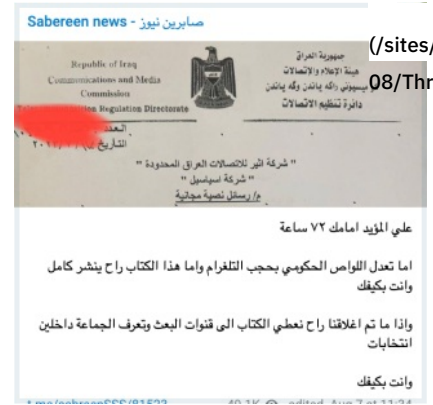 Sabereen news - صابرين نيوز
(/sites/
08/Thr
جمهورية العراق
هيئة الإعلام والاتصالات
دائرة تنظيم الاتصالات
Republic of Iraq
Communications and Media
Commission
Regulation Directorate
العدد
التأريخ
" شركة اثير للاتصالات العراق المحدودة "
" شركة اسياسيل "
م/ رسائل نصية مجانية
علي المؤيد امامك ٧٢ ساعة
اما تعدل اللواص الحكومي بحجب التلغرام واما هذا الكتاب راح ينشر كامل
وانت بكيفك
واذا ما تم اغلاقنا راح نعطي الكتاب الى قنوات البعث وتعرف الجماعة داخلين
انتخابات
وانت بكيفك